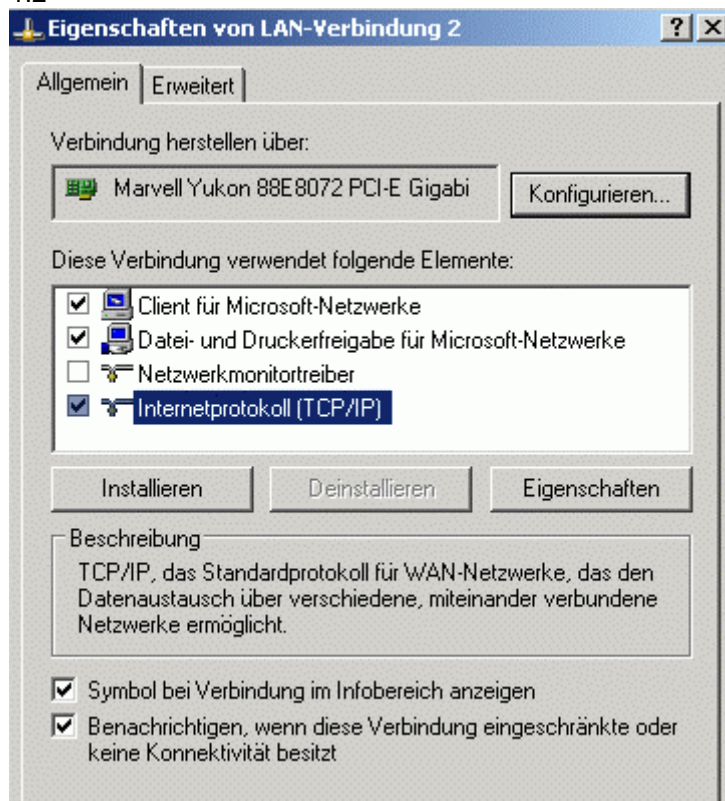 Eigenschaften von LAN-Verbindung 2
Allgemein
Erweitert
Verbindung herstellen über:
Marvell Yukon 88E8072 PCI-E Gigabi
Konfigurieren...
Diese Verbindung verwendet folgende Elemente:
Client für Microsoft-Netzwerke
Datei- und Druckerfreigabe für Microsoft-Netzwerke
Netzwerkmonitortreiber
Internetprotokoll (TCP/IP)
Installieren
Deinstallieren
Eigenschaften
Beschreibung
TCP/IP, das Standardprotokoll für WAN-Netzwerke, das den
Datenaustausch über verschiedene, miteinander verbundene
Netzwerke ermöglicht.
Symbol bei Verbindung im Infobereich anzeigen
Benachrichtigen, wenn diese Verbindung eingeschränkte oder
keine Konnektivität besitzt